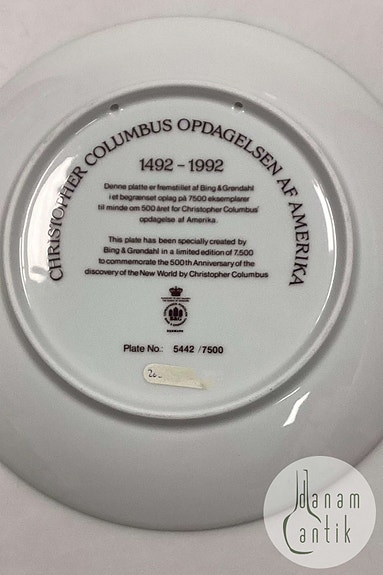 CHRISTOPHER COLUMBUS OPDAGELSEN AF AMERIKA
1492 - 1992
Denne platte er fremstillet af Bing & Grøndahl
i et begrænset oplag på 7500 eksemplarer
til minde om 500 året for Christopher Columbus'
opdagelse af Amerika.
This plate has been specially created by
Bing & Grøndahl in a limited edition of 7,500
to commemorate the 500th Anniversary of the
discovery of the New World by Christopher Columbus
B&G
DENMARK
Plate No.: 5442 /7500
danam
antik